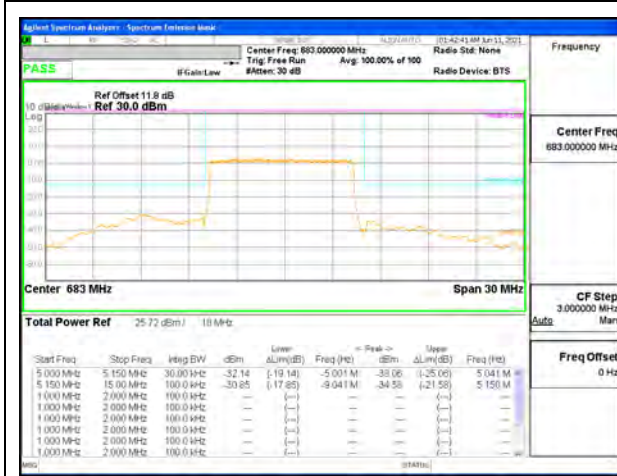 Agilent Spectrum Analyzer - Spectrum Emission Mask
L
01:42:41 AM Jun 11, 2021
Center Freq: 683.000000 MHz
Radio Std: None
Frequency
Trig: Free Run
Avg: 100.00% of 100
PASS
IFGain:Low
#Atten: 30 dB
Radio Device: BTS
Ref Offset 11.8 dB
Ref 30.0 dBm
Log
Center Freq
683.000000 MHz
Center 683 MHz
Span 30 MHz
CF Step
3.000000 MHz
Auto Man
Total Power Ref 25.72 dBm / 18 MHz
Lower <- Peak -> Upper
Start Freq Stop Freq Integ BW dBm ΔLim(dB) Freq (Hz) dBm ΔLim(dB) Freq (Hz)
5.000 MHz 5.150 MHz 30.00 kHz -32.14 (-19.14) -5.001 M -38.06 (-25.06) 5.041 M
5.150 MHz 15.00 MHz 100.0 kHz -30.85 (-17.85) -9.041 M -34.58 (-21.58) 5.150 M
1.000 MHz 2.000 MHz 100.0 kHz --- (---) --- --- (---) ---
1.000 MHz 2.000 MHz 100.0 kHz --- (---) --- --- (---) ---
1.000 MHz 2.000 MHz 100.0 kHz --- (---) --- --- (---) ---
1.000 MHz 2.000 MHz 100.0 kHz --- (---) --- --- (---) ---
1.000 MHz 2.000 MHz 100.0 kHz --- (---) --- --- (---) ---
Freq Offset
0 Hz
MSG
STATUS